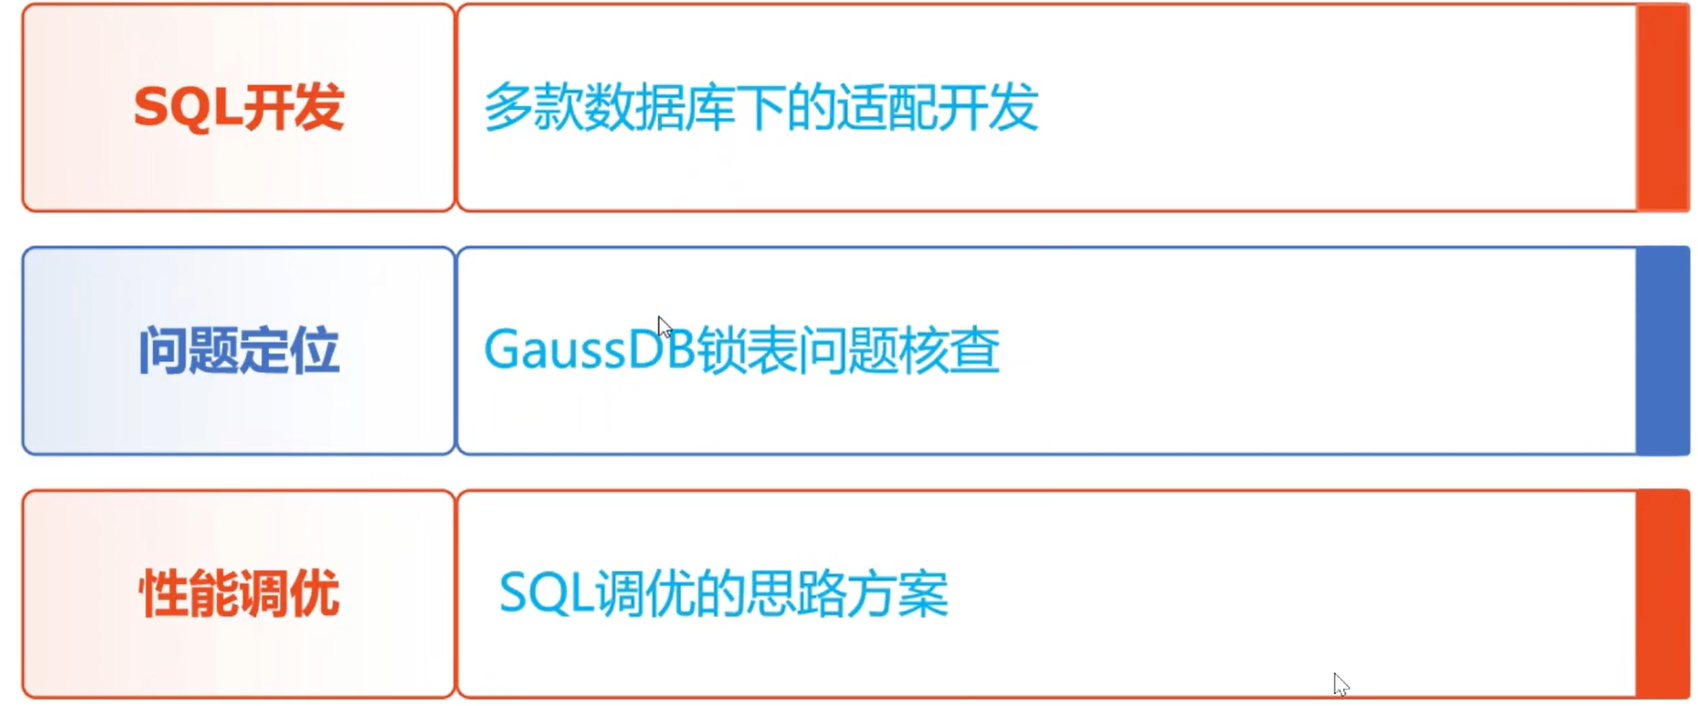 SQL开发
多款数据库下的适配开发
问题定位
GaussDB锁表问题核查
性能调优
SQL调优的思路方案